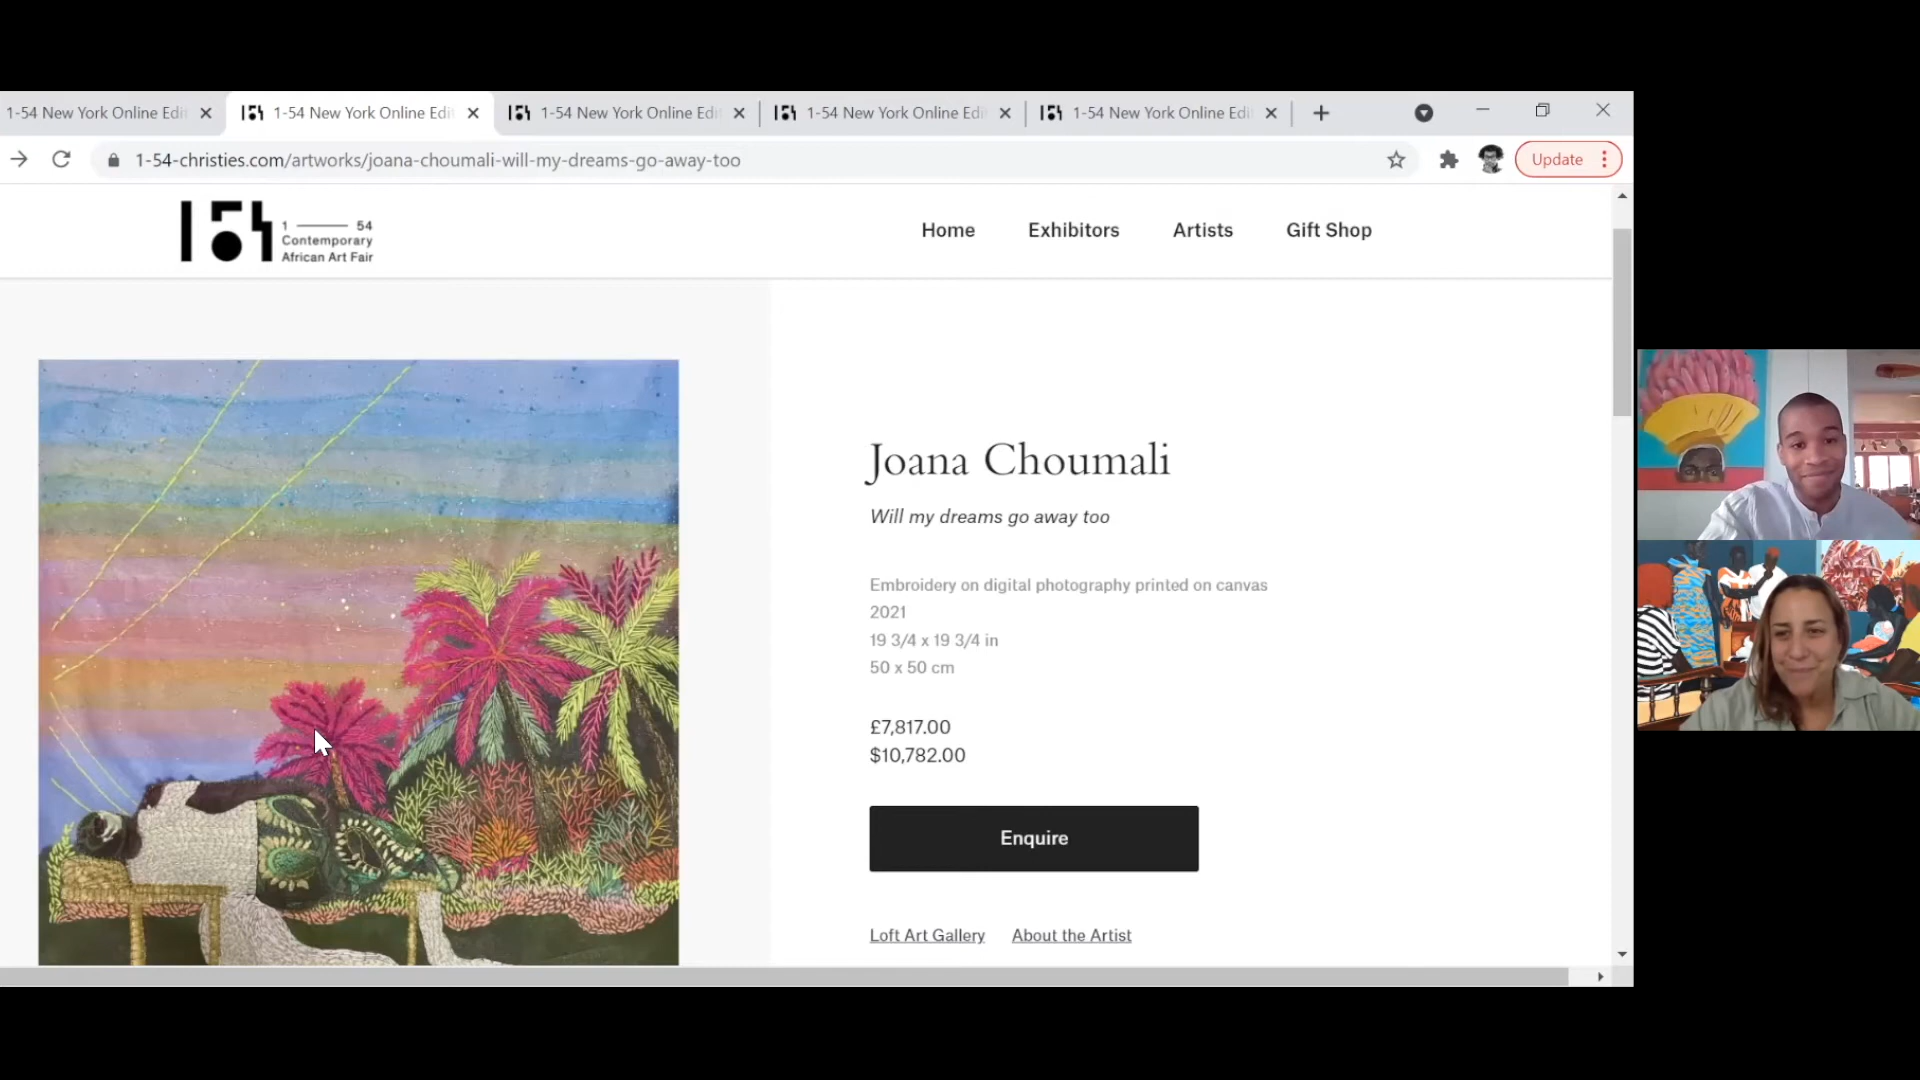 1-54 New York Online Edi
1-54 New York Online Edi
1-54 New York Online Edi
1-54 New York Online Edi
1-54 New York Online Edi
1-54-christies.com/artworks/joana-choumali-will-my-dreams-go-away-too
Update
1 54
Contemporary
African Art Fair
Home
Exhibitors
Artists
Gift Shop
Joana Choumali
Will my dreams go away too
Embroidery on digital photography printed on canvas
2021
19 3/4 x 19 3/4 in
50 x 50 cm
£7,817.00
$10,782.00
Enquire
Loft Art Gallery
About the Artist